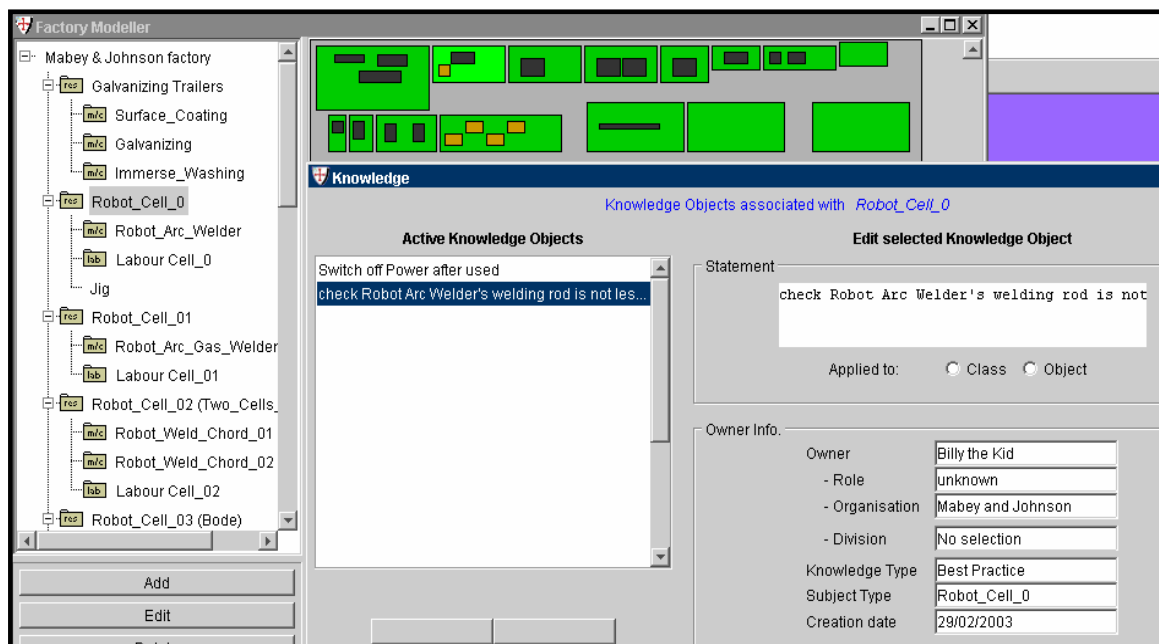 Factory Modeller
Mabey & Johnson factory
res Galvanizing Trailers
m/c Surface_Coating
m/c Galvanizing
m/c Immerse_Washing
res Robot_Cell_0
m/c Robot_Arc_Welder
lab Labour Cell_0
Jig
res Robot_Cell_01
m/c Robot_Arc_Gas_Welder
lab Labour Cell_01
res Robot_Cell_02 (Two_Cells_
m/c Robot_Weld_Chord_01
m/c Robot_Weld_Chord_02
lab Labour Cell_02
res Robot_Cell_03 (Bode)
Add
Edit
Knowledge
Knowledge Objects associated with Robot_Cell_0
Active Knowledge Objects
Switch off Power after used
check Robot Arc Welder's welding rod is not les...
Edit selected Knowledge Object
Statement
check Robot Arc Welder's welding rod is not
Applied to: Class Object
Owner Info.
Owner Billy the Kid
- Role unknown
- Organisation Mabey and Johnson
- Division No selection
Knowledge Type Best Practice
Subject Type Robot_Cell_0
Creation date 29/02/2003